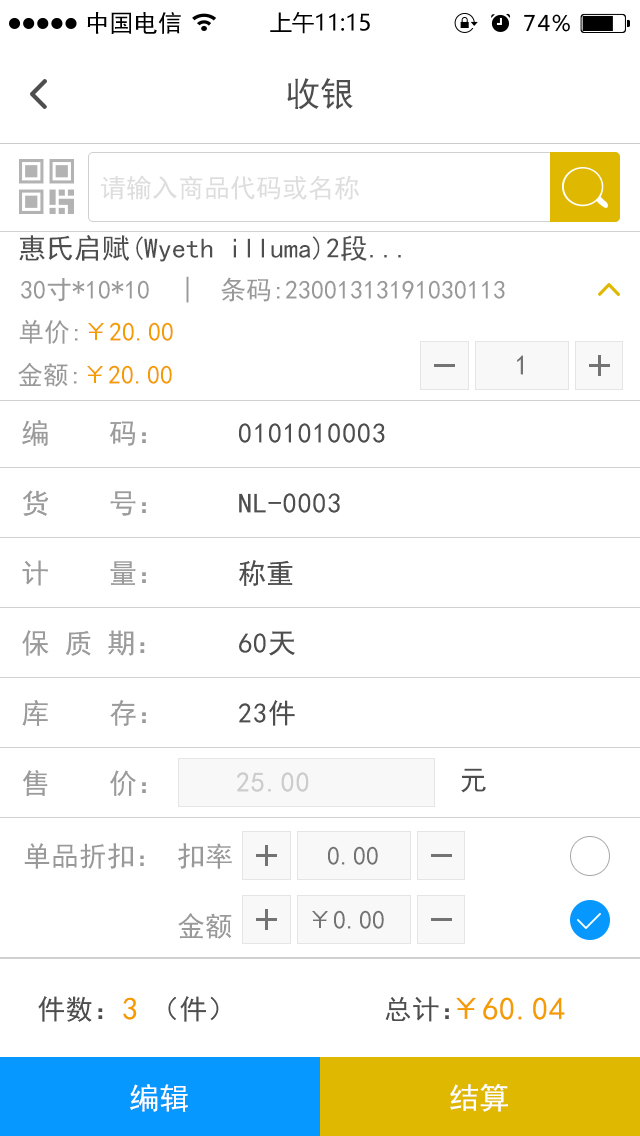 中国电信 上午11:15 74%
收银
请输入商品代码或名称
惠氏启赋(Wyeth illuma)2段...
30寸*10*10 | 条码:23001313191030113
单价:￥20.00
金额:￥20.00 1
编 码: 0101010003
货 号: NL-0003
计 量: 称重
保 质 期: 60天
库 存: 23件
售 价: 25.00 元
单品折扣: 扣率 + 0.00 —
金额 + ￥0.00 —
件数: 3 （件） 总计:￥60.04
编辑 结算